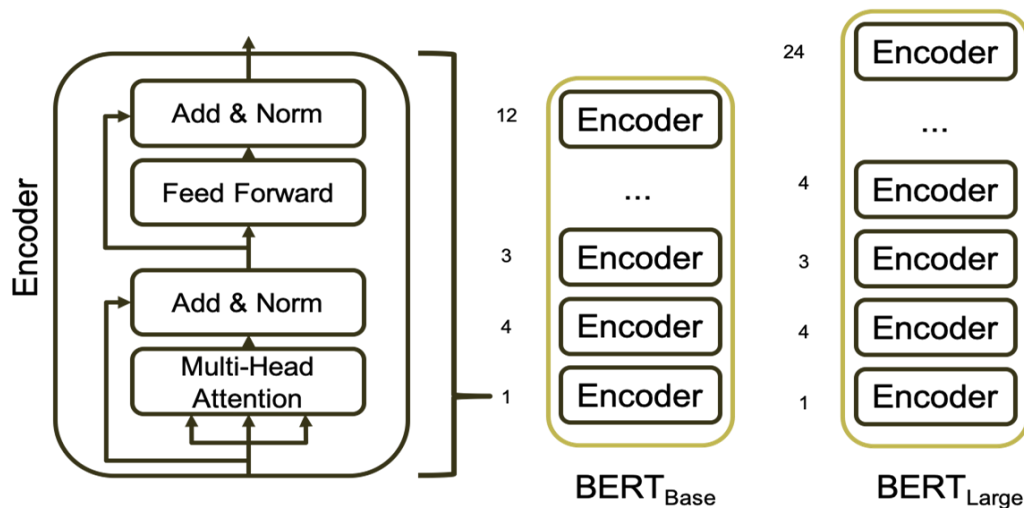 Encoder
Add & Norm
Feed Forward
Add & Norm
Multi-Head
Attention
12
Encoder
...
3
Encoder
4
Encoder
1
Encoder
BERTBase
24
Encoder
...
4
Encoder
3
Encoder
4
Encoder
1
Encoder
BERTLarge